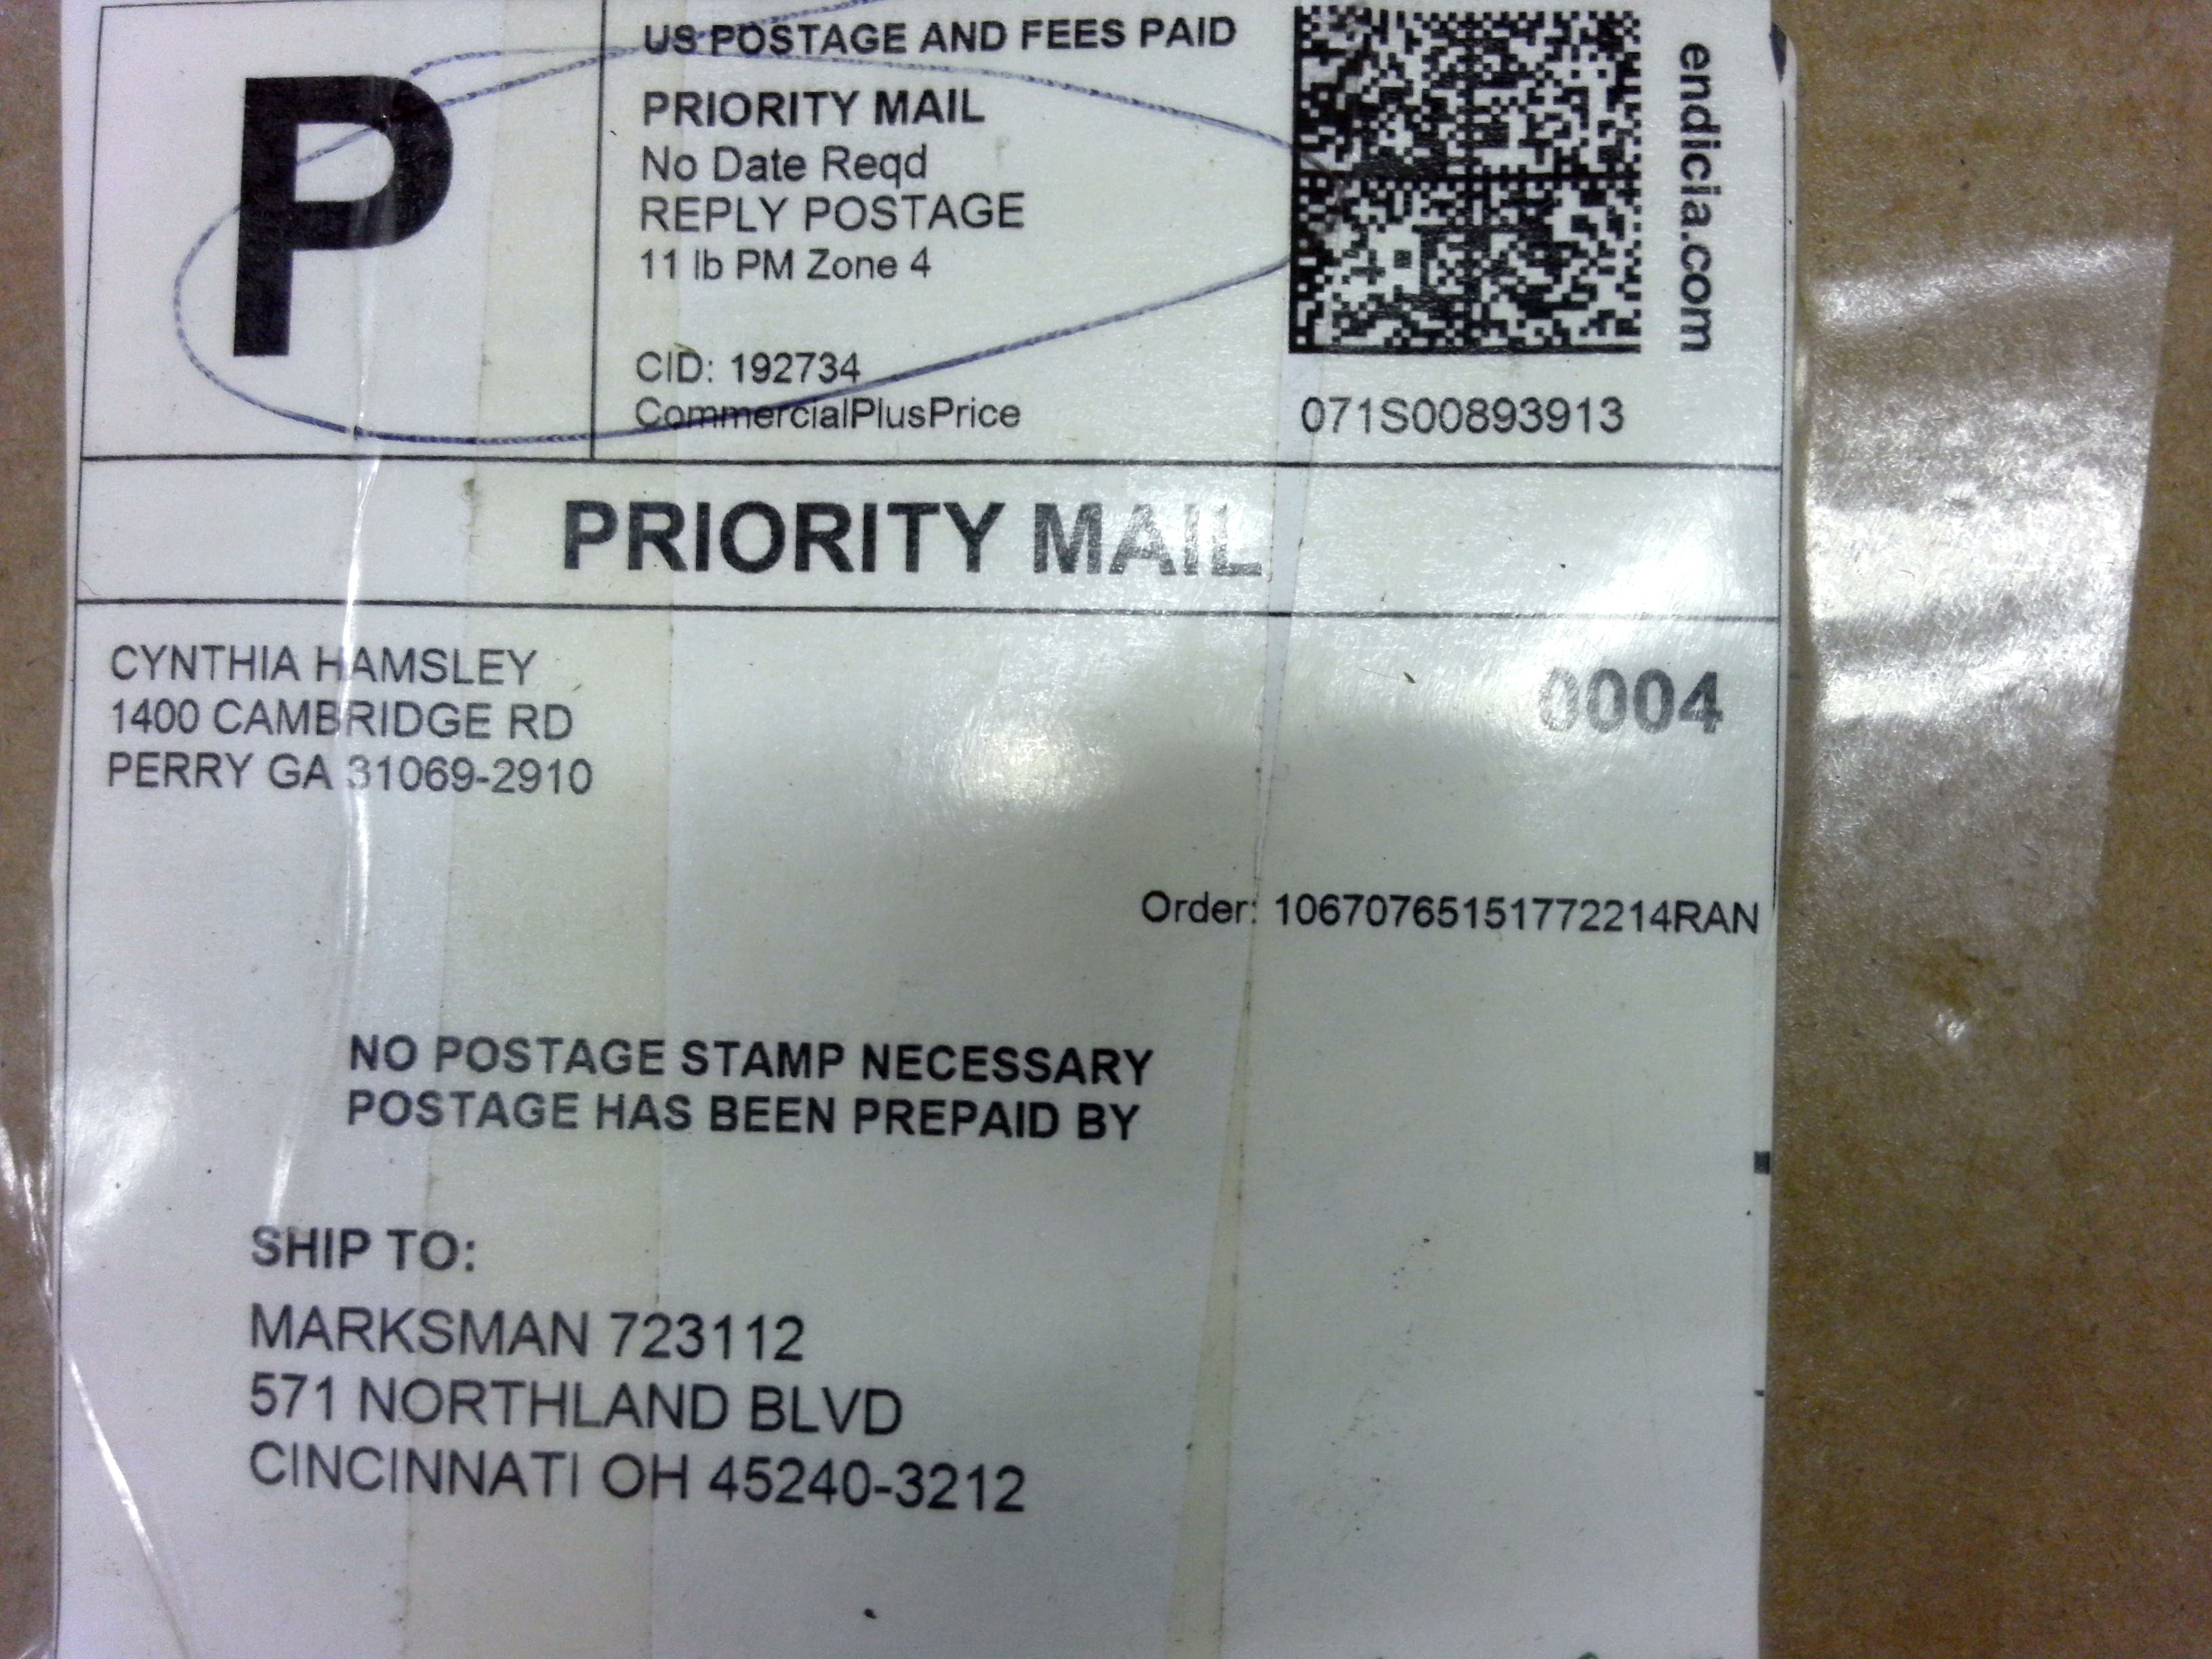 P
US POSTAGE AND FEES PAID
PRIORITY MAIL
No Date Reqd
REPLY POSTAGE
11 lb PM Zone 4
CID: 192734
CommercialPlusPrice
endicia.com
071S00893913
PRIORITY MAIL
CYNTHIA HAMSLEY
1400 CAMBRIDGE RD
PERRY GA 31069-2910
0004
Order: 10670765151772214RAN
NO POSTAGE STAMP NECESSARY
POSTAGE HAS BEEN PREPAID BY
SHIP TO:
MARKSMAN 723112
571 NORTHLAND BLVD
CINCINNATI OH 45240-3212